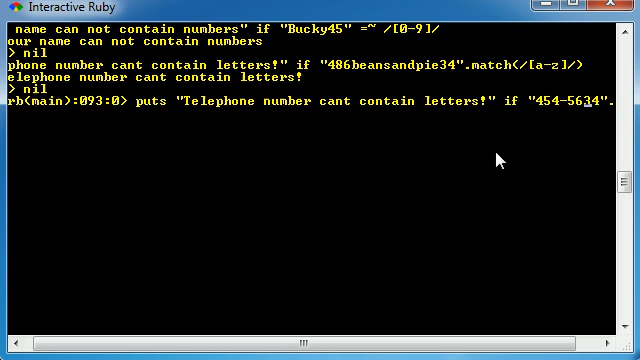 Interactive Ruby
name can not contain numbers" if "Bucky45" =~ /[0-9]/
our name can not contain numbers
> nil
phone number cant contain letters!" if "486beansandpie34".match(/[a-z]/)
elephone number cant contain letters!
> nil
rb(main):093:0> puts "Telephone number cant contain letters!" if "454-5634".